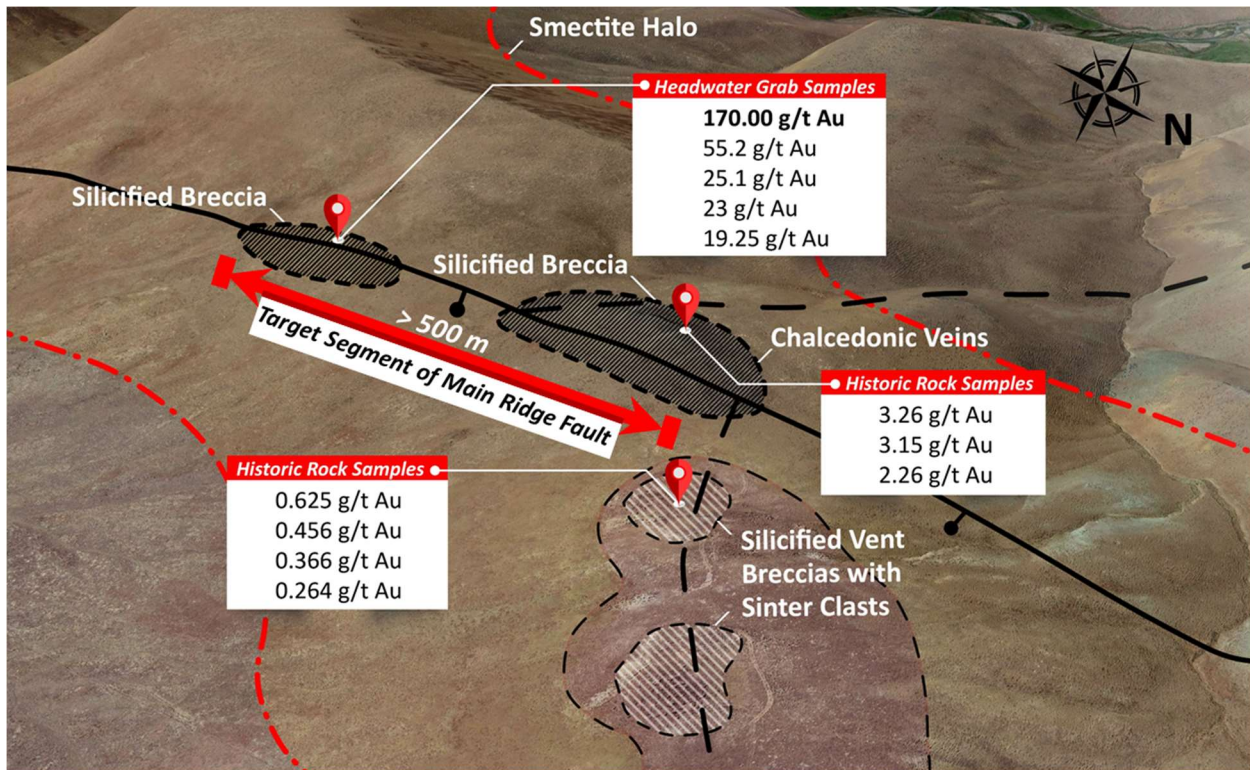 Smectite Halo
Headwater Grab Samples
170.00 g/t Au
55.2 g/t Au
25.1 g/t Au
23 g/t Au
19.25 g/t Au
N
Silicified Breccia
Silicified Breccia
> 500 m
Target Segment of Main Ridge Fault
Chalcedonic Veins
Historic Rock Samples
3.26 g/t Au
3.15 g/t Au
2.26 g/t Au
Historic Rock Samples
0.625 g/t Au
0.456 g/t Au
0.366 g/t Au
0.264 g/t Au
Silicified Vent
Breccias with
Sinter Clasts